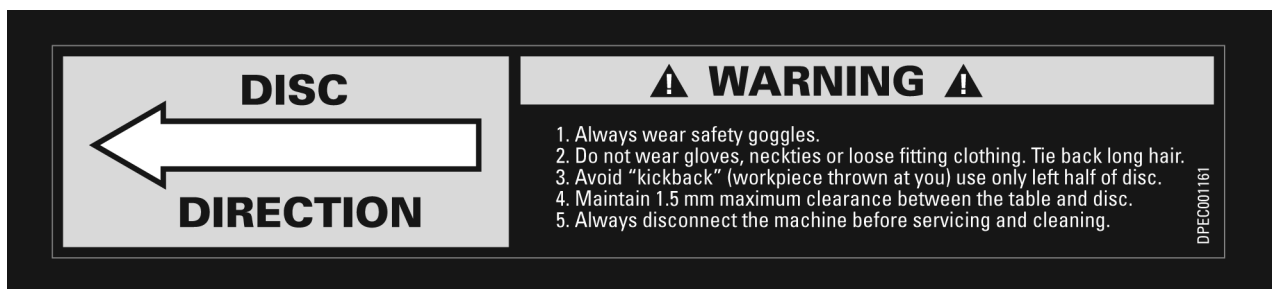 DISC
DIRECTION
WARNING
1. Always wear safety goggles.
2. Do not wear gloves, neckties or loose fitting clothing. Tie back long hair.
3. Avoid “kickback” (workpiece thrown at you) use only left half of disc.
4. Maintain 1.5 mm maximum clearance between the table and disc.
5. Always disconnect the machine before servicing and cleaning.
DPEC001161